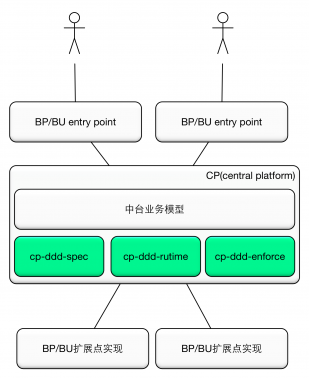 BP/BU entry point
BP/BU entry point
CP(central platform)
中台业务模型
cp-ddd-spec
cp-ddd-rutime
cp-ddd-enforce
BP/BU扩展点实现
BP/BU扩展点实现